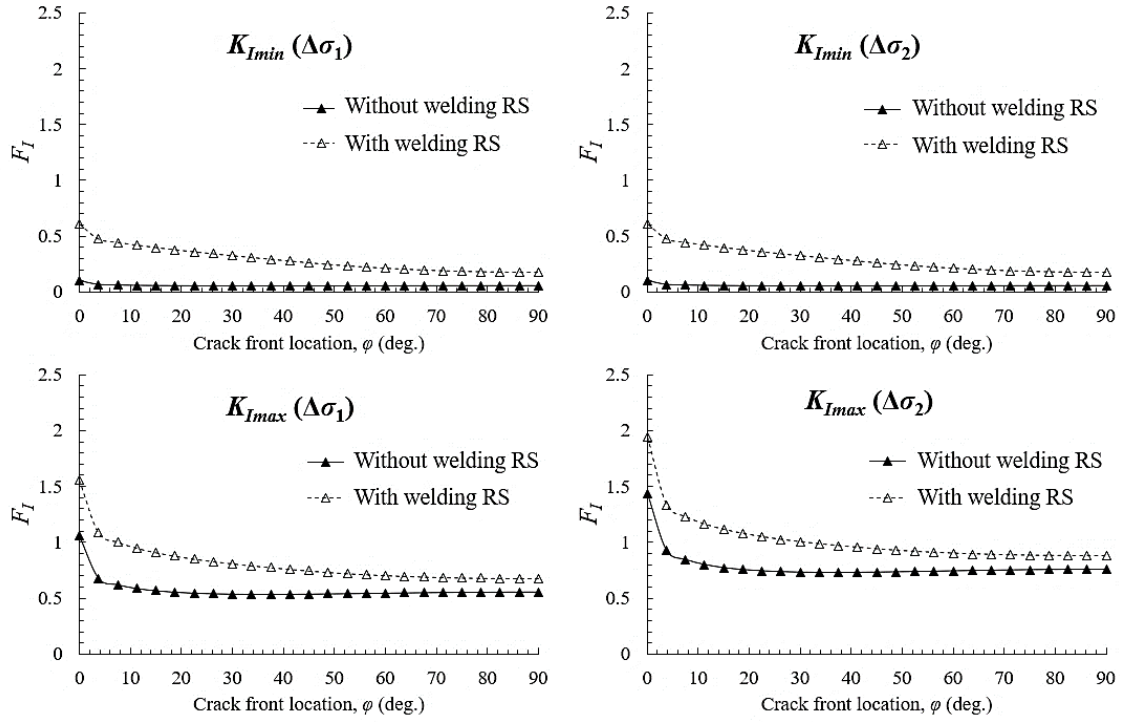 2.5
2
1.5
1
0.5
0
F_I
K_Imin (Δσ_1)
Without welding RS
With welding RS
0 10 20 30 40 50 60 70 80 90
Crack front location, φ (deg.)
2.5
2
1.5
1
0.5
0
F_I
K_Imin (Δσ_2)
Without welding RS
With welding RS
0 10 20 30 40 50 60 70 80 90
Crack front location, φ (deg.)
2.5
2
1.5
1
0.5
0
F_I
K_Imax (Δσ_1)
Without welding RS
With welding RS
0 10 20 30 40 50 60 70 80 90
Crack front location, φ (deg.)
2.5
2
1.5
1
0.5
0
F_I
K_Imax (Δσ_2)
Without welding RS
With welding RS
0 10 20 30 40 50 60 70 80 90
Crack front location, φ (deg.)